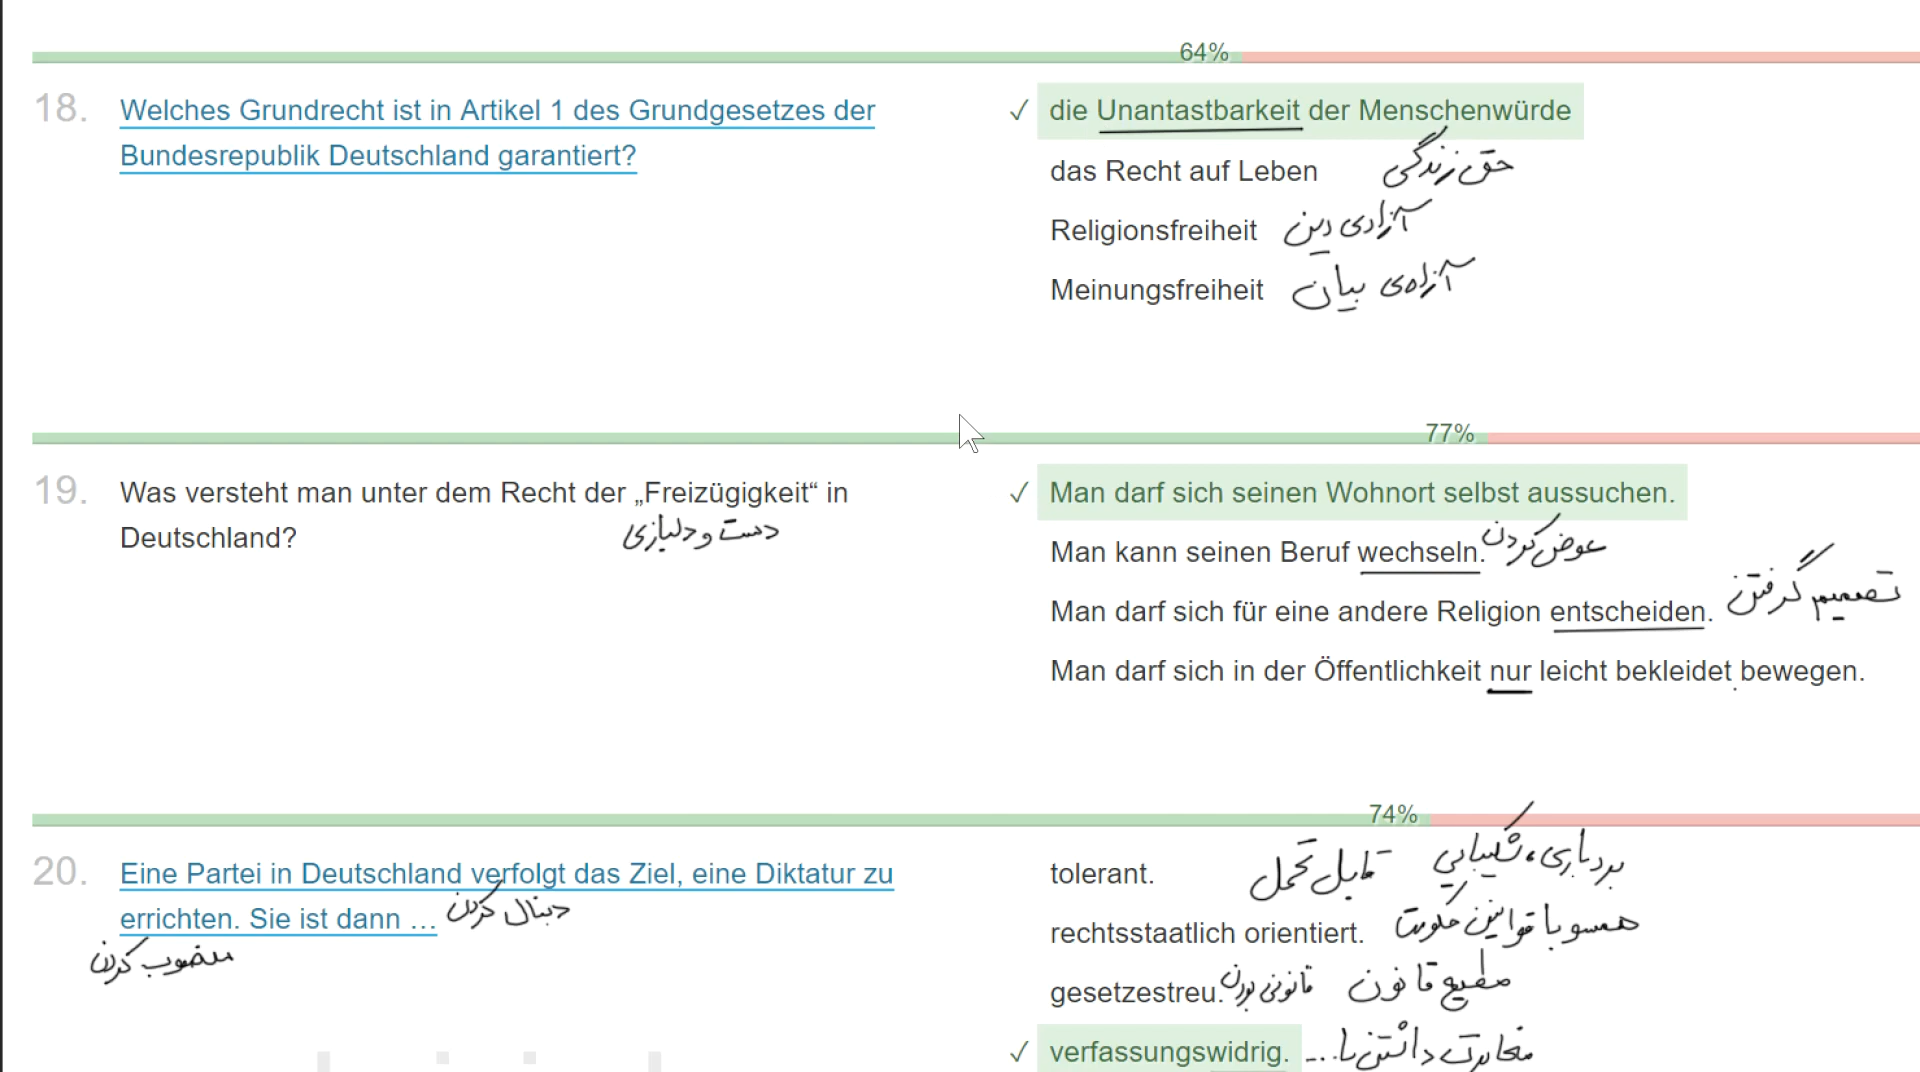 64%
18. Welches Grundrecht ist in Artikel 1 des Grundgesetzes der
Bundesrepublik Deutschland garantiert?
✓ die Unantastbarkeit der Menschenwürde
das Recht auf Leben حق زندگی
Religionsfreiheit آزادی دین
Meinungsfreiheit آزادی بیان
77%
19. Was versteht man unter dem Recht der „Freizügigkeit“ in
Deutschland? دست و دلبازی
✓ Man darf sich seinen Wohnort selbst aussuchen.
Man kann seinen Beruf wechseln. عوض کردن
Man darf sich für eine andere Religion entscheiden. تصمیم گرفتن
Man darf sich in der Öffentlichkeit nur leicht bekleidet bewegen.
74%
20. Eine Partei in Deutschland verfolgt das Ziel, eine Diktatur zu
errichten. Sie ist dann … دنبال کردن
منصوب کردن
tolerant. قابل تحمل بردباری، شکیبایی
rechtsstaatlich orientiert. همسو با قوانین حکومت
gesetzestreu. قانونی بودن مطیع قانون
✓ verfassungswidrig. مغایرت داشتن با...